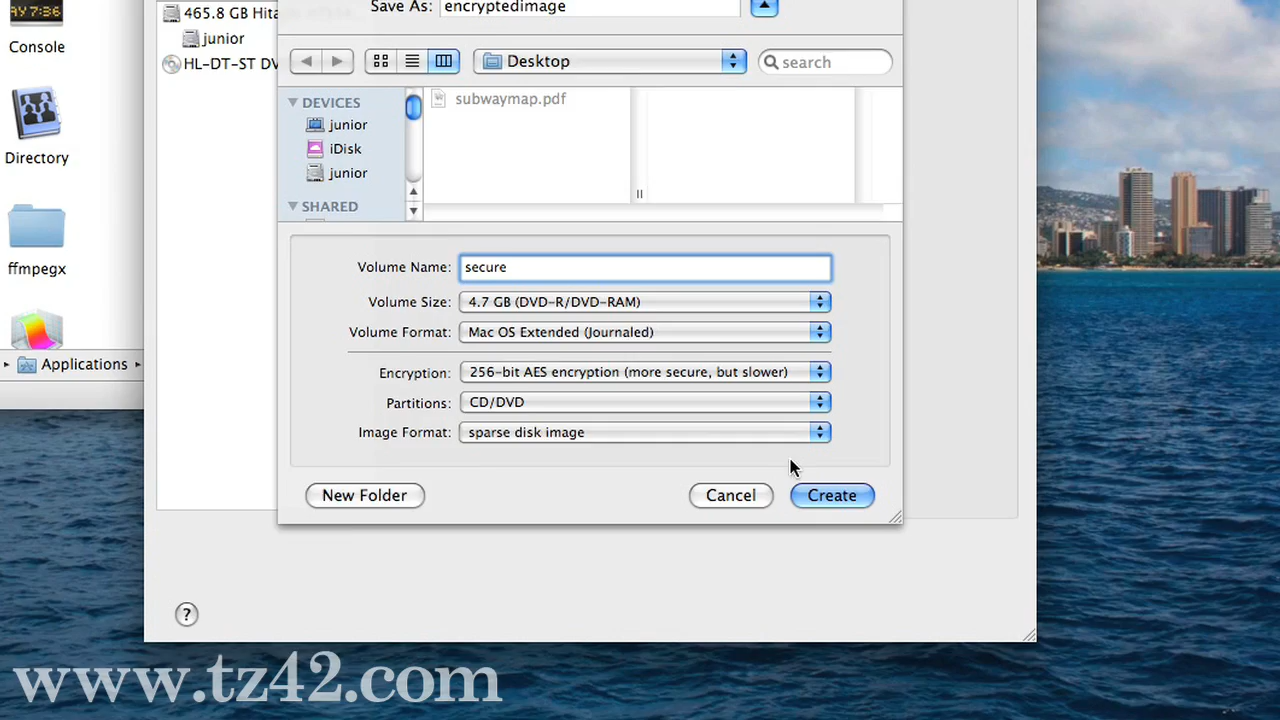 Save As: encryptedimage
465.8 GB Hita
junior
HL-DT-ST DV
Console
Directory
ffmpegx
Applications
Desktop
search
DEVICES
junior
iDisk
junior
SHARED
subwaymap.pdf
Volume Name: secure
Volume Size: 4.7 GB (DVD-R/DVD-RAM)
Volume Format: Mac OS Extended (Journaled)
Encryption: 256-bit AES encryption (more secure, but slower)
Partitions: CD/DVD
Image Format: sparse disk image
New Folder
Cancel
Create
?
www.tz42.com